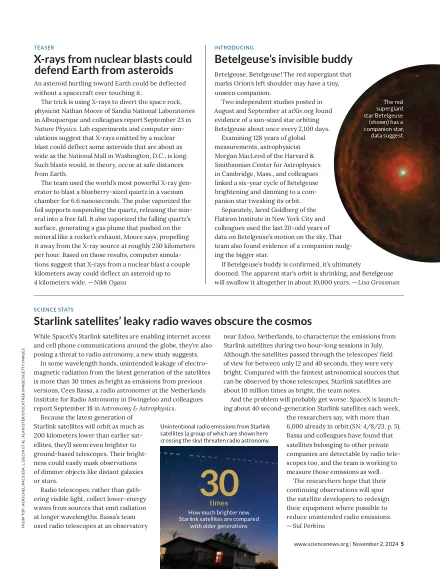 TEASER
X-rays from nuclear blasts could
defend Earth from asteroids
An asteroid hurtling toward Earth could be deflected
without a spacecraft ever touching it.
The trick is using X-rays to divert the space rock,
physicist Nathan Moore of Sandia National Laboratories
in Albuquerque and colleagues report September 23 in
Nature Physics. Lab experiments and computer sim-
ulations suggest that X-rays emitted by a nuclear
blast could deflect some asteroids that are about as
wide as the National Mall in Washington, D.C., is long.
Such blasts would, in theory, occur at safe distances
from Earth.
The team used the world's most powerful X-ray gen-
erator to blast a blueberry-sized quartz in a vacuum
chamber for 6.6 nanoseconds. The pulse vaporized the
foil supports suspending the quartz, releasing the min-
eral into a free fall. It also vaporized the falling quartz's
surface, generating a gas plume that pushed on the
mineral like a rocket's exhaust, Moore says, propelling
it away from the X-ray source at roughly 250 kilometers
per hour. Based on those results, computer simula-
tions suggest that X-rays from a nuclear blast a couple
kilometers away could deflect an asteroid up to
4 kilometers wide. — Nikk Ogasa
INTRODUCING
Betelgeuse's invisible buddy
Betelgeuse, Betelgeuse! The red supergiant that
marks Orion's left shoulder may have a tiny,
unseen companion.
Two independent studies posted in
August and September at arXiv.org found
evidence of a sun-sized star orbiting
Betelgeuse about once every 2,100 days.
Examining 128 years of global
measurements, astrophysicist
Morgan MacLeod of the Harvard &
Smithsonian Center for Astrophysics
in Cambridge, Mass., and colleagues
linked a six-year cycle of Betelgeuse
brightening and dimming to a com-
panion star tweaking its orbit.
Separately, Jared Goldberg of the
Flatiron Institute in New York City and
colleagues used the last 20-odd years of
data on Betelgeuse's motion on the sky. That
team also found evidence of a companion nudg-
ing the bigger star.
If Betelgeuse's buddy is confirmed, it's ultimately
doomed. The apparent star's orbit is shrinking, and Betelgeuse
will swallow it altogether in about 10,000 years. — Lisa Grossman
The red
supergiant
star Betelgeuse
(shown) has a
companion star,
data suggest.
SCIENCE STATS
Starlink satellites' leaky radio waves obscure the cosmos
While SpaceX's Starlink satellites are enabling internet access
and cell phone communications around the globe, they're also
posing a threat to radio astronomy, a new study suggests.
In some wavelength bands, unintended leakage of electro-
magnetic radiation from the latest generation of the satellites
is more than 30 times as bright as emissions from previous
versions, Cees Bassa, a radio astronomer at the Netherlands
Institute for Radio Astronomy in Dwingeloo and colleagues
report September 18 in Astronomy & Astrophysics.
Because the latest generation of
Starlink satellites will orbit as much as
200 kilometers lower than earlier sat-
ellites, they'll seem even brighter to
ground-based telescopes. Their bright-
ness could easily mask observations
of dimmer objects like distant galaxies
or stars.
Radio telescopes, rather than gath-
ering visible light, collect lower-energy
waves from sources that emit radiation
at longer wavelengths. Bassa's team
used radio telescopes at an observatory
near Exloo, Netherlands, to characterize the emissions from
Starlink satellites during two hour-long sessions in July.
Although the satellites passed through the telescopes' field
of view for between only 12 and 40 seconds, they were very
bright. Compared with the faintest astronomical sources that
can be observed by those telescopes, Starlink satellites are
about 10 million times as bright, the team notes.
And the problem will probably get worse: SpaceX is launch-
ing about 40 second-generation Starlink satellites each week,
the researchers say, with more than
6,000 already in orbit (SN: 4/8/23, p. 5).
Bassa and colleagues have found that
satellites belonging to other private
companies are detectable by radio tele-
scopes too, and the team is working to
measure those emissions as well.
The researchers hope that their
continuing observations will spur
the satellite developers to redesign
their equipment where possible to
reduce unintended radio emissions.
— Sid Perkins
Unintentional radio emissions from Starlink
satellites (a group of which are shown here
crossing the sky) threaten radio astronomy.
30
times
How much brighter new
Starlink satellites are compared
with older generations
www.sciencenews.org | November 2, 2024 5